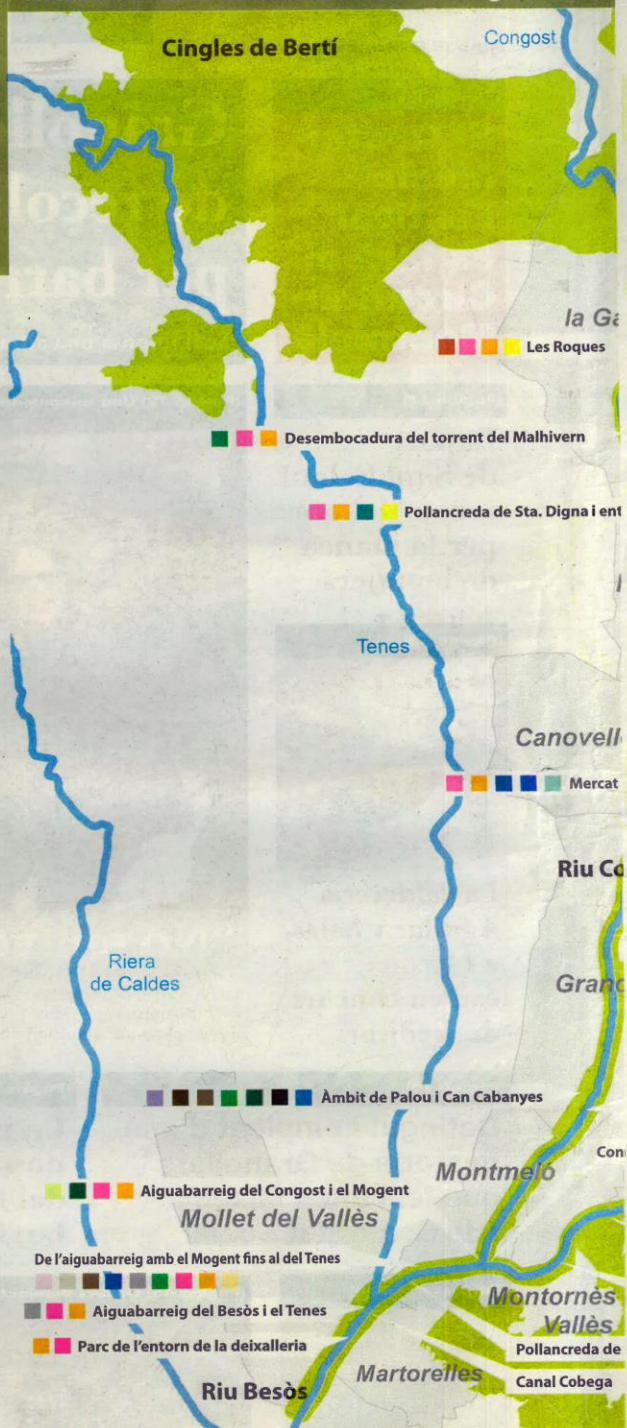 Cingles de Bertí
Congost
la Ga
Les Roques
Desembocadura del torrent del Malhivern
Pollancreda de Sta. Digna i ent
Tenes
Canovell
Mercat
Riu Co
Riera
de Caldes
Grano
Àmbit de Palou i Can Cabanyes
Con
Montmeló
Aiguabarreig del Congost i el Mogent
Mollet del Vallès
De l'aiguabarreig amb el Mogent fins al del Tenes
Aiguabarreig del Besòs i el Tenes
Montornès
Vallès
Parc de l'entorn de la deixalleria
Pollancreda de
Martorelles
Canal Cobega
Riu Besòs